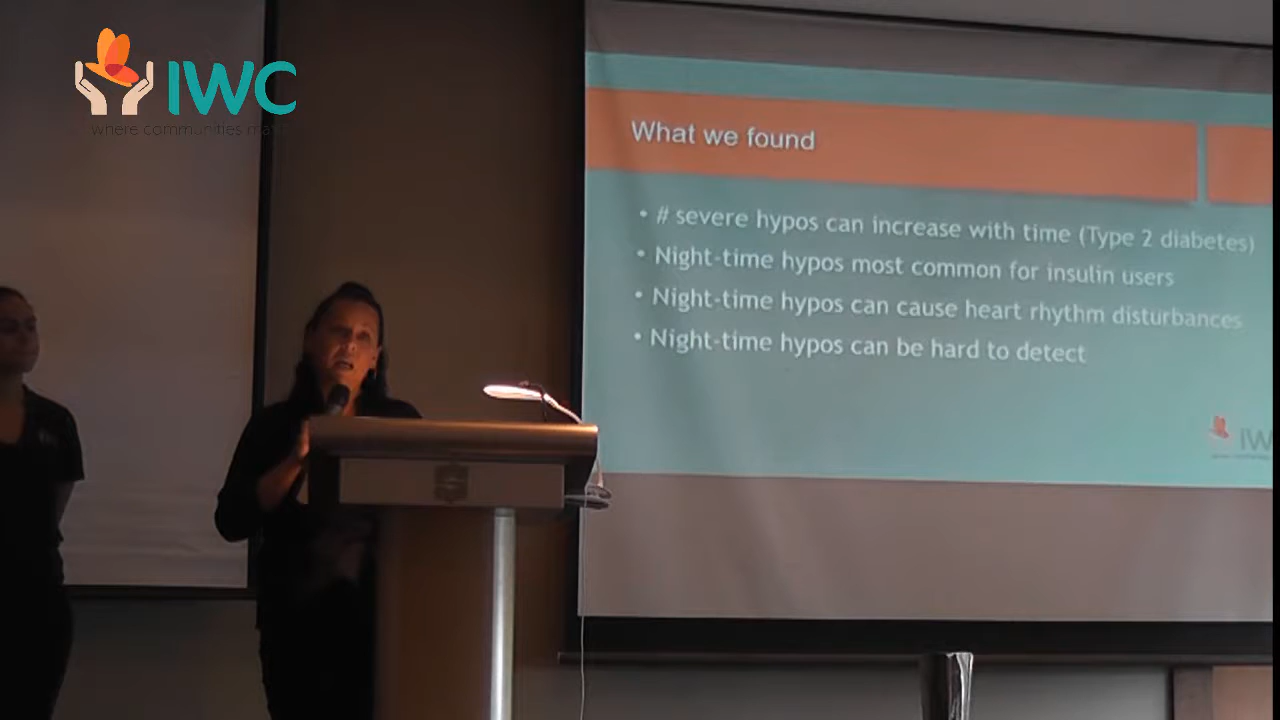 IWC
where communities ma
What we found
• # severe hypos can increase with time (Type 2 diabetes)
• Night-time hypos most common for insulin users
• Night-time hypos can cause heart rhythm disturbances
• Night-time hypos can be hard to detect
IW